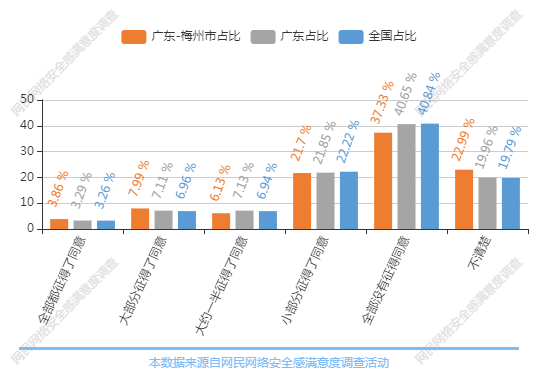 网民网络安全感满意度调查
网民网络安全感满意度调查
广东-梅州市占比 广东占比 全国占比
50
40
30
20
10
0
3.86 % 3.29 % 3.26 %
7.99 % 7.11 % 6.96 %
6.13 % 7.13 % 6.94 %
21.7 % 21.85 % 22.22 %
37.33 % 40.65 % 40.84 %
22.99 % 19.96 % 19.79 %
全部都征得了同意
大部分征得了同意
大约一半征得了同意
小部分征得了同意
全部没有征得同意
不清楚
网民网络安全感满意度调查
网民网络安全感满意度调查
本数据来源自网民网络安全感满意度调查活动